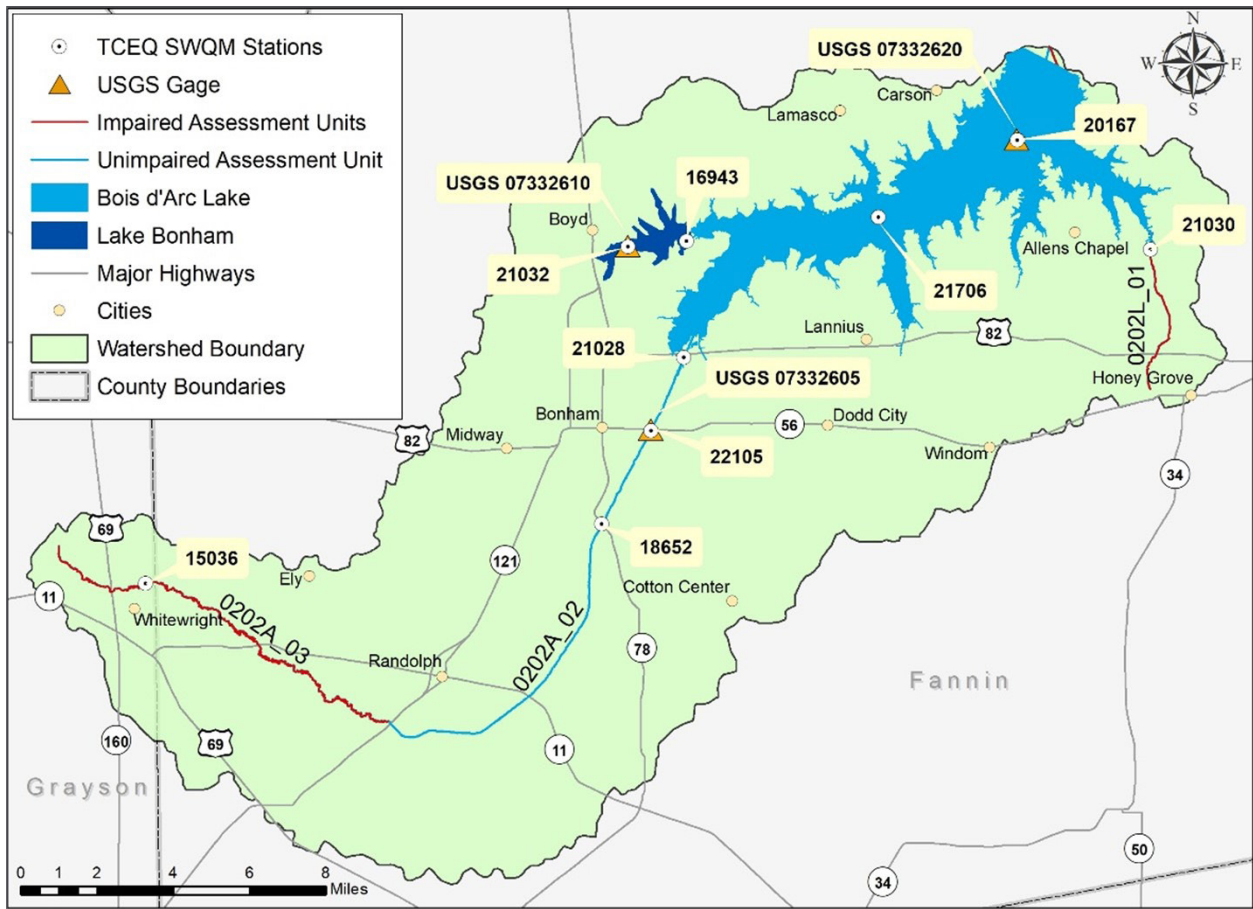 TCEQ SWQM Stations
USGS Gage
Impaired Assessment Units
Unimpaired Assessment Unit
Bois d'Arc Lake
Lake Bonham
Major Highways
Cities
Watershed Boundary
County Boundaries
N
W E
S
USGS 07332620
Carson
Lamasco
20167
USGS 07332610
16943
Boyd
Allens Chapel
21030
21032
21706
0202L_01
Lannius
82
21028
Honey Grove
USGS 07332605
Bonham
Dodd City
56
82
Midway
22105
Windom
34
69
15036
18652
121
Ely
Cotton Center
11
Whitewright
0202A_03
0202A_02
78
Randolph
Fannin
69
160
11
Grayson
50
34
0 1 2 4 6 8
Miles